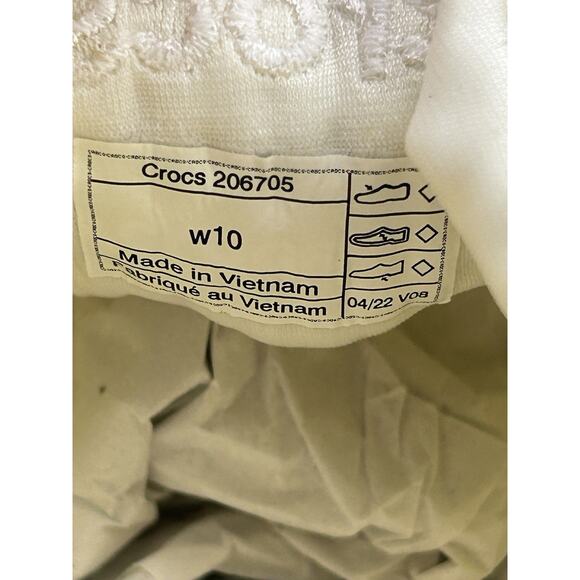 Crocs 206705
w10
Made in Vietnam
Fabriqué au Vietnam
04/22 V08